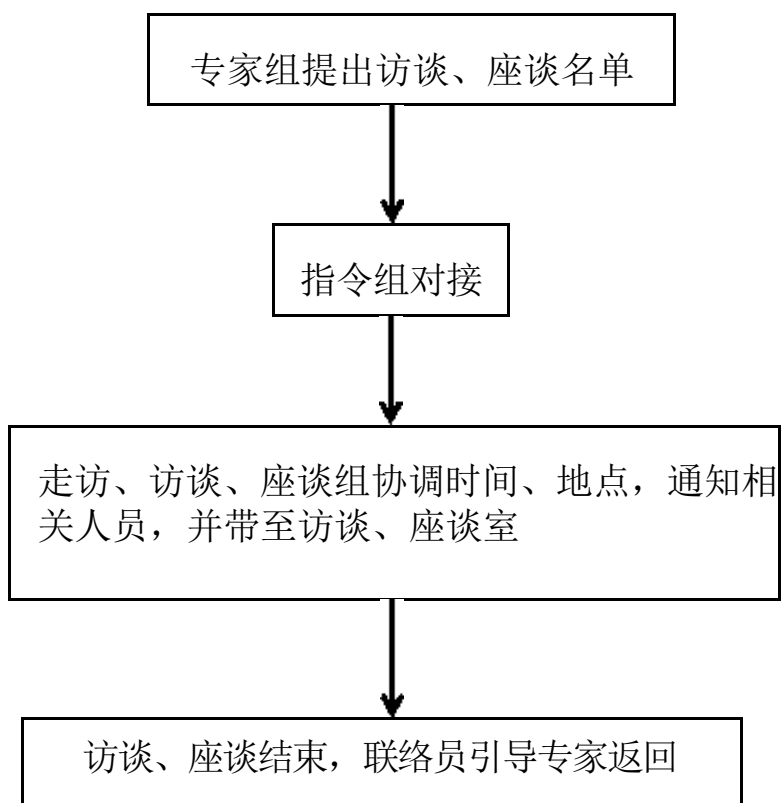 专家组提出访谈、座谈名单
指令组对接
走访、访谈、座谈组协调时间、地点，通知相
关人员，并带至访谈、座谈室
访谈、座谈结束，联络员引导专家返回